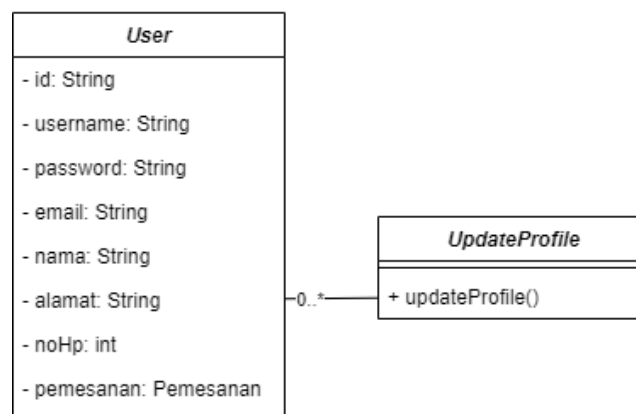 User
- id: String
- username: String
- password: String
- email: String
- nama: String
- alamat: String
- noHp: int
- pemesanan: Pemesanan
0..*
UpdateProfile
+ updateProfile()